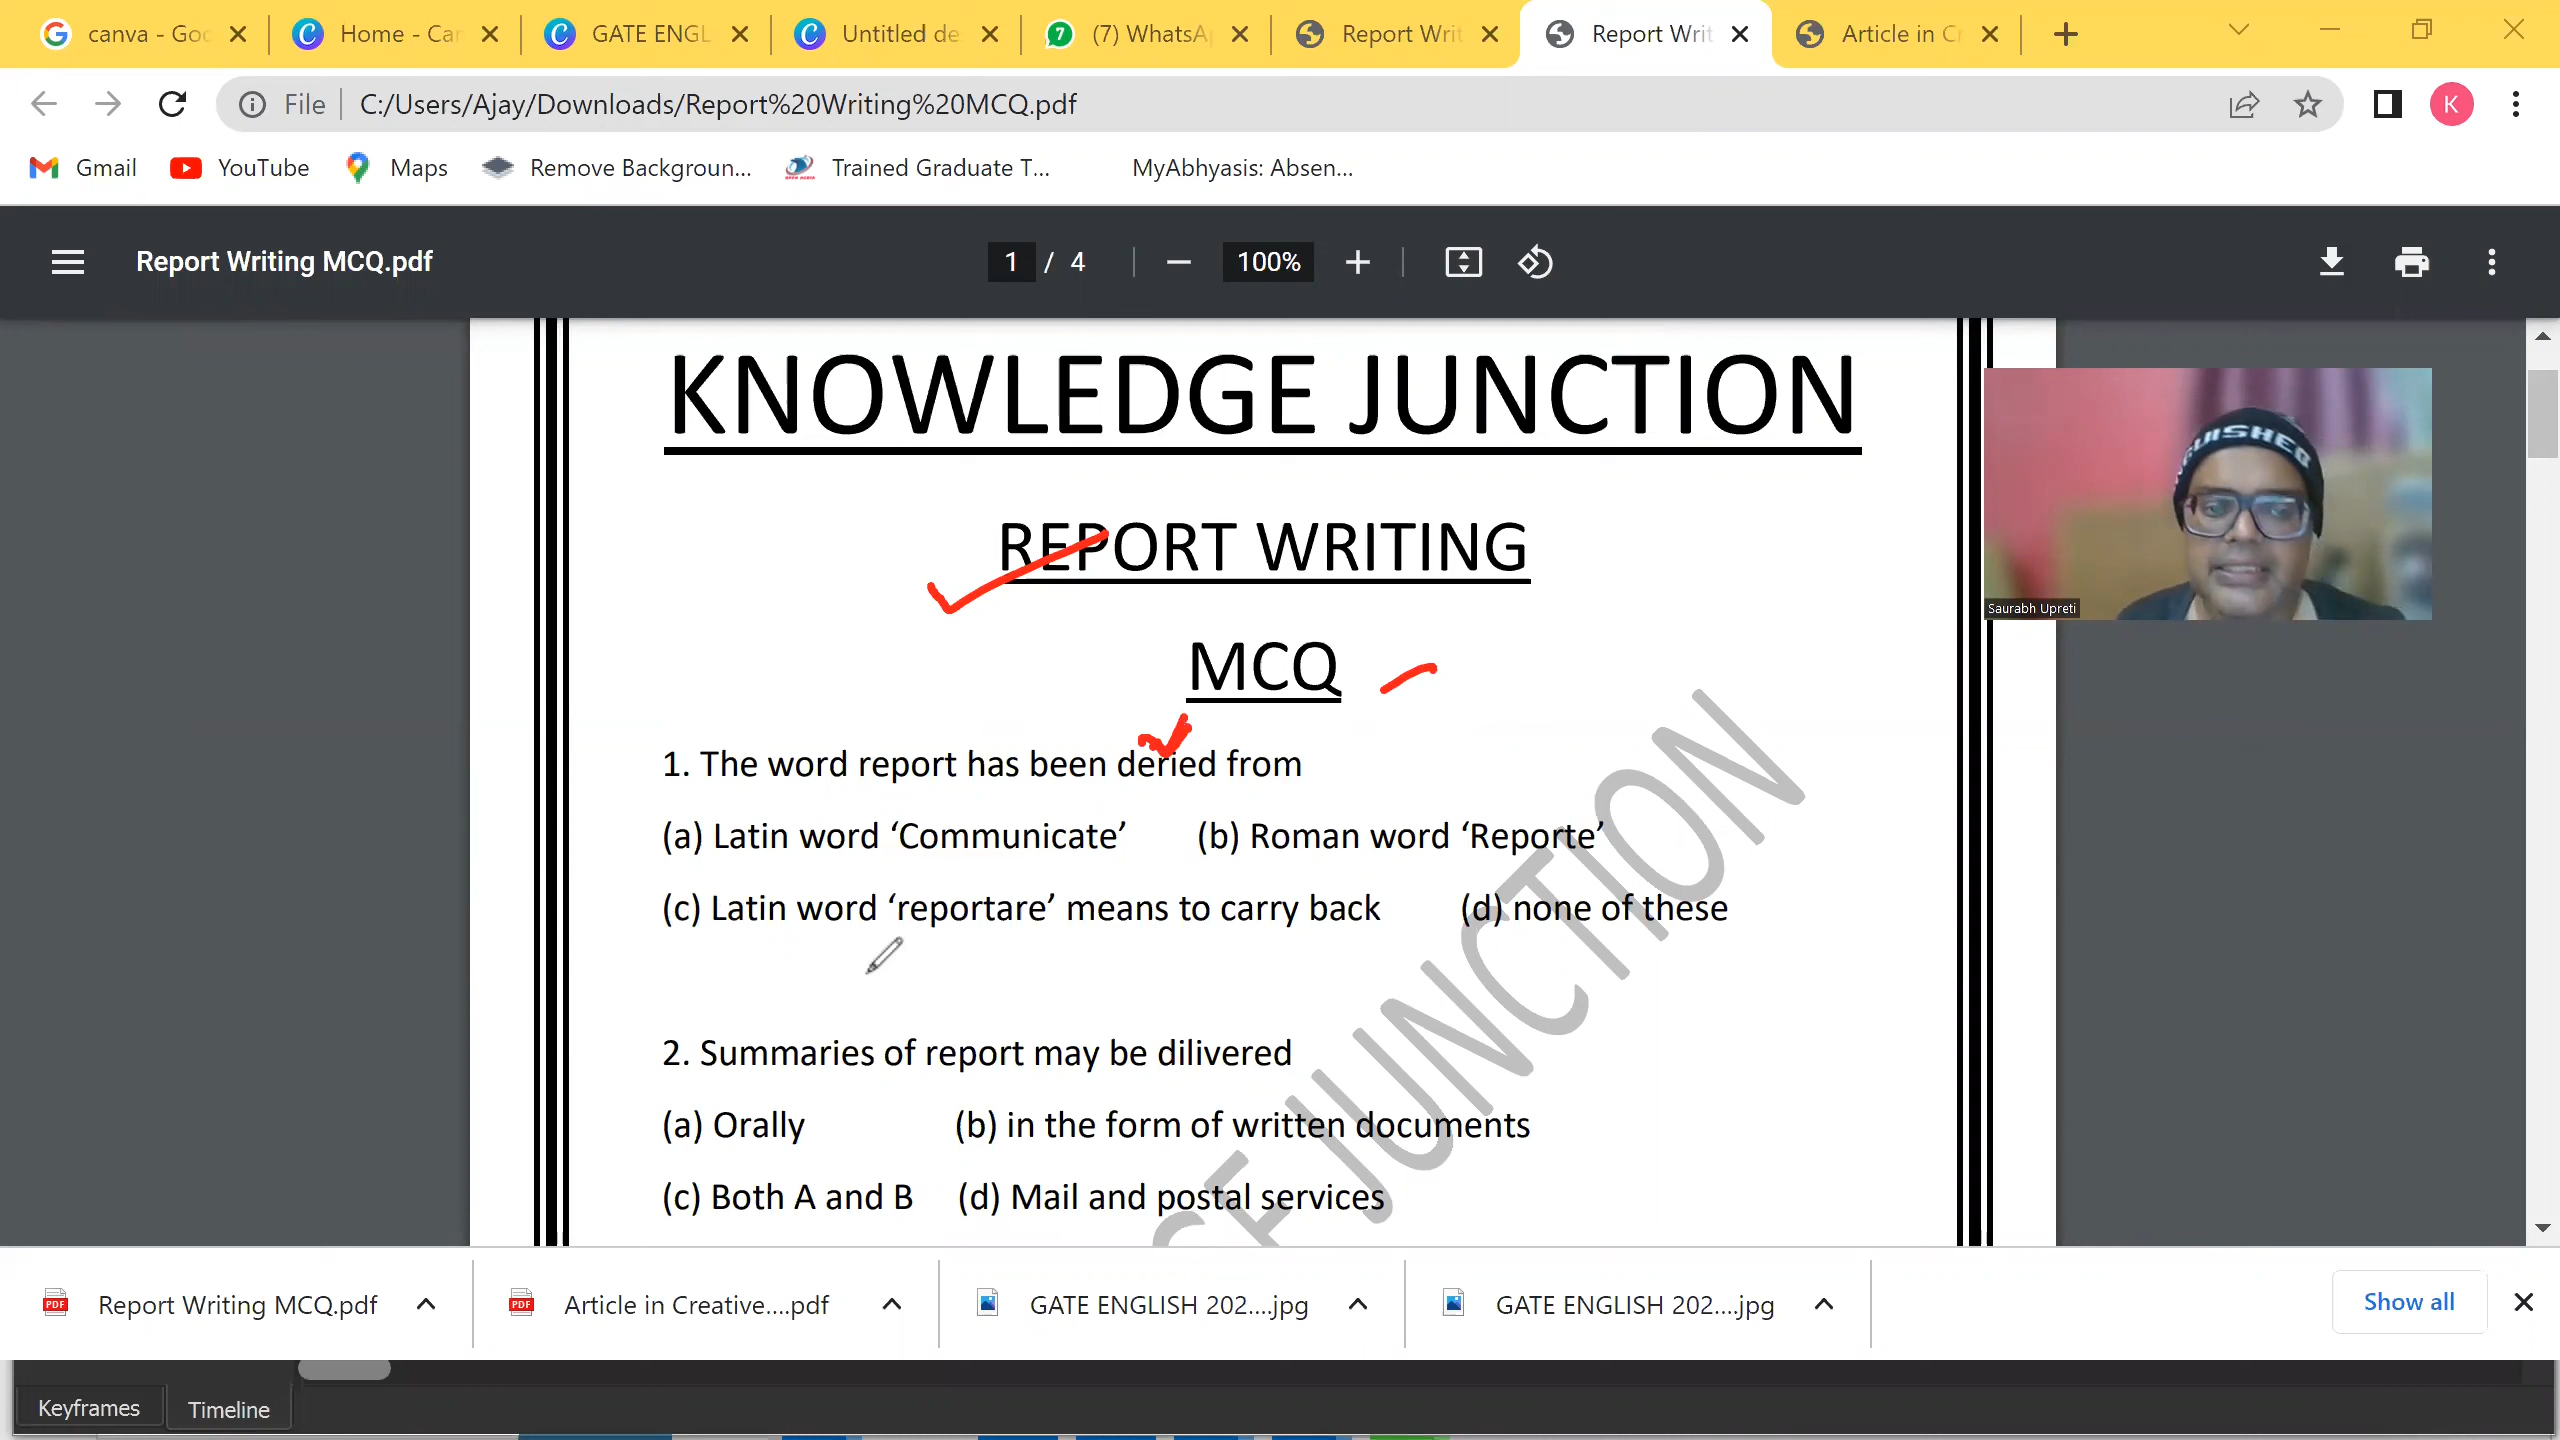 canva - Goo
Home - Can
GATE ENGL
Untitled de
(7) WhatsAp
Report Writ
Report Writ
Article in Cr
File
C:/Users/Ajay/Downloads/Report%20Writing%20MCQ.pdf
K
Gmail
YouTube
Maps
Remove Backgroun...
Trained Graduate T...
MyAbhyasis: Absen...
Report Writing MCQ.pdf
1 / 4
100%
KNOWLEDGE JUNCTION
REPORT WRITING
MCQ
Saurabh Upreti
1. The word report has been deried from
(a) Latin word ‘Communicate’ (b) Roman word ‘Reporte’
(c) Latin word ‘reportare’ means to carry back (d) none of these
2. Summaries of report may be dilivered
(a) Orally (b) in the form of written documents
(c) Both A and B (d) Mail and postal services
JUNCTION
Report Writing MCQ.pdf
Article in Creative....pdf
GATE ENGLISH 202....jpg
GATE ENGLISH 202....jpg
Show all
Keyframes
Timeline